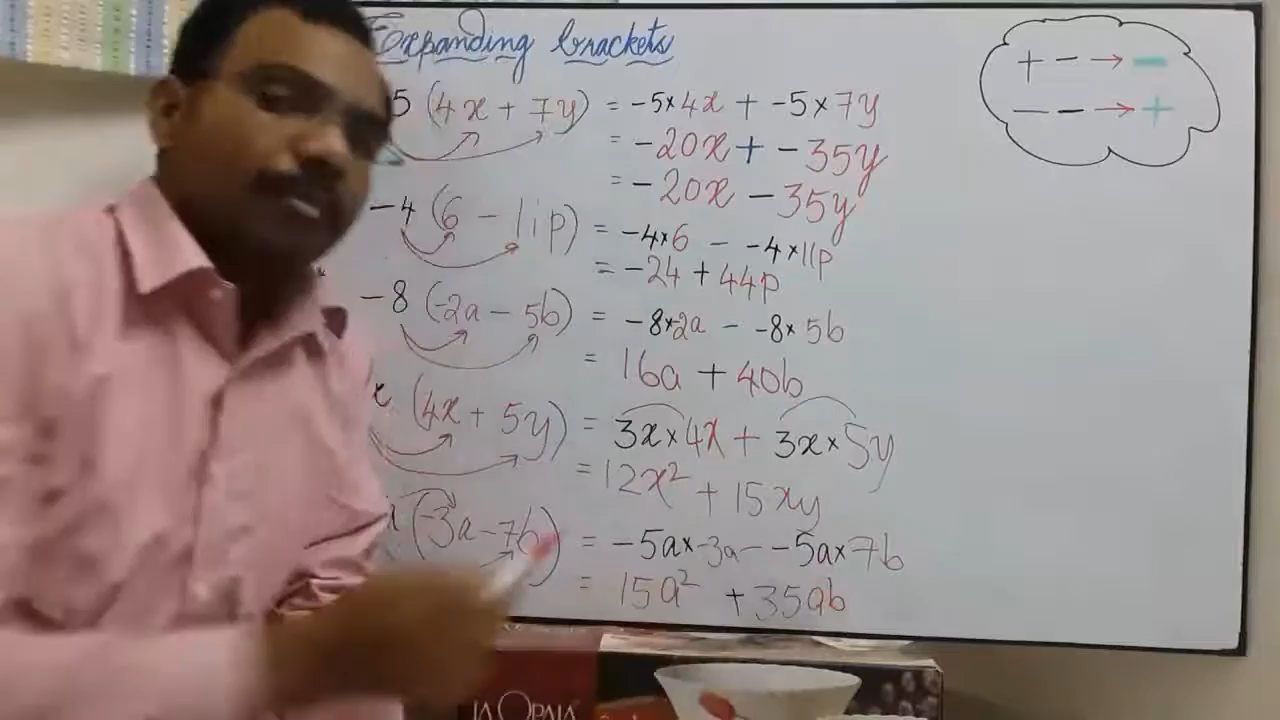 Expanding brackets
+ - → -
- - → +
5 (4x + 7y) = -5×4x + -5×7y
= -20x + -35y
= -20x - 35y
-4 (6 - 11p) = -4×6 - -4×11p
= -24 + 44p
-8 (-2a - 5b) = -8×-2a - -8×5b
= 16a + 40b
x (4x + 5y) = 3x×4x + 3x×5y
= 12x² + 15xy
a (-3a - 7b) = -5a×-3a - -5a×7b
= 15a² + 35ab
LA OPALA